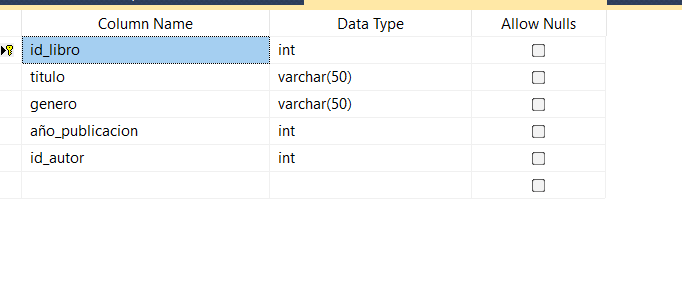 Column Name Data Type Allow Nulls
id_libro int
titulo varchar(50)
genero varchar(50)
año_publicacion int
id_autor int